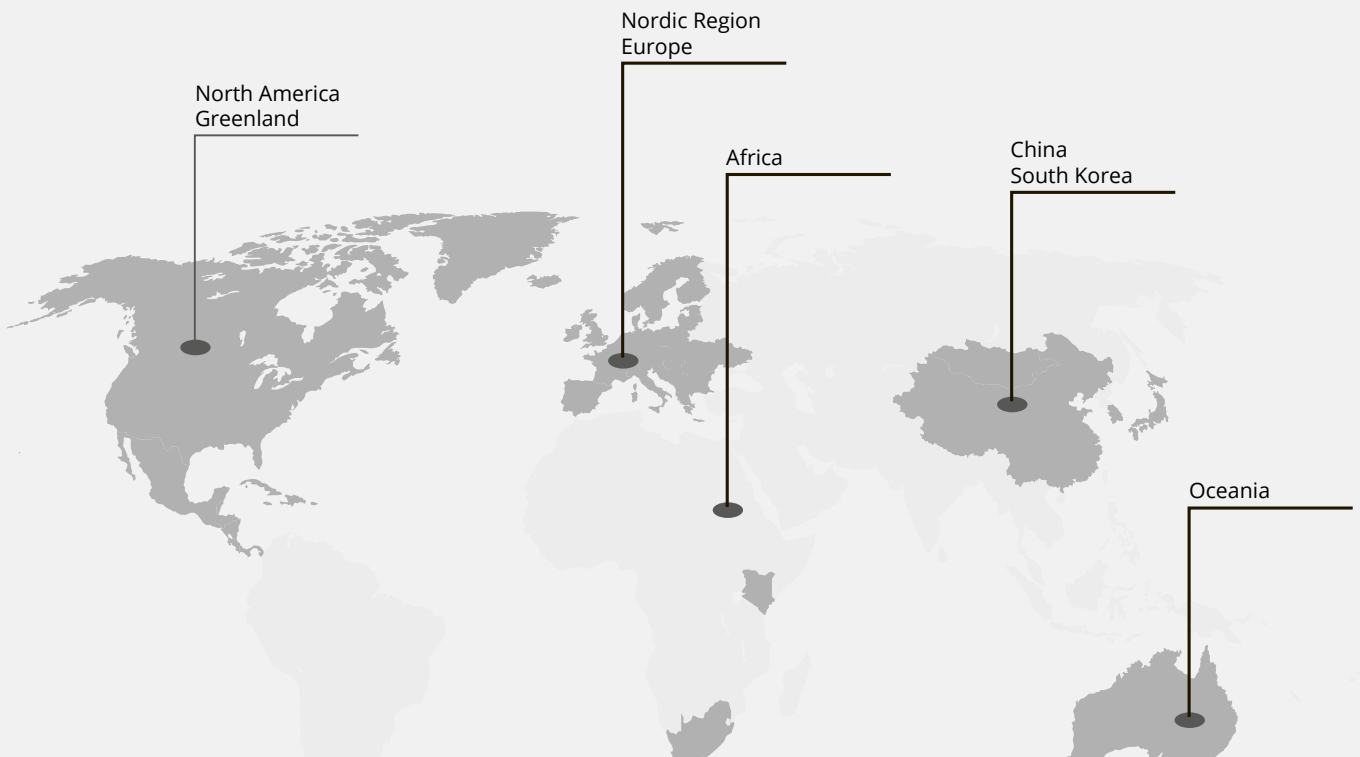 Nordic Region
Europe
North America
Greenland
Africa
China
South Korea
Oceania